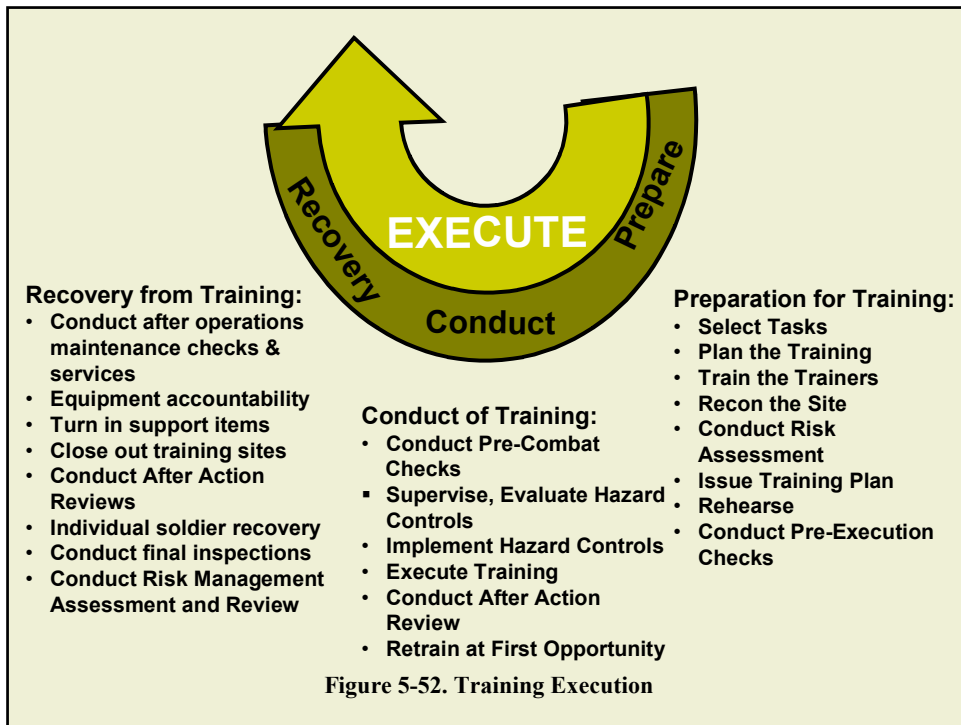 EXECUTE
Recovery
Conduct
Prepare
Recovery from Training:
• Conduct after operations
maintenance checks &
services
• Equipment accountability
• Turn in support items
• Close out training sites
• Conduct After Action
Reviews
• Individual soldier recovery
• Conduct final inspections
• Conduct Risk Management
Assessment and Review
Conduct of Training:
• Conduct Pre-Combat
Checks
▪ Supervise, Evaluate Hazard
Controls
• Implement Hazard Controls
• Execute Training
• Conduct After Action
Review
• Retrain at First Opportunity
Preparation for Training:
• Select Tasks
• Plan the Training
• Train the Trainers
• Recon the Site
• Conduct Risk
Assessment
• Issue Training Plan
• Rehearse
• Conduct Pre-Execution
Checks
Figure 5-52. Training Execution